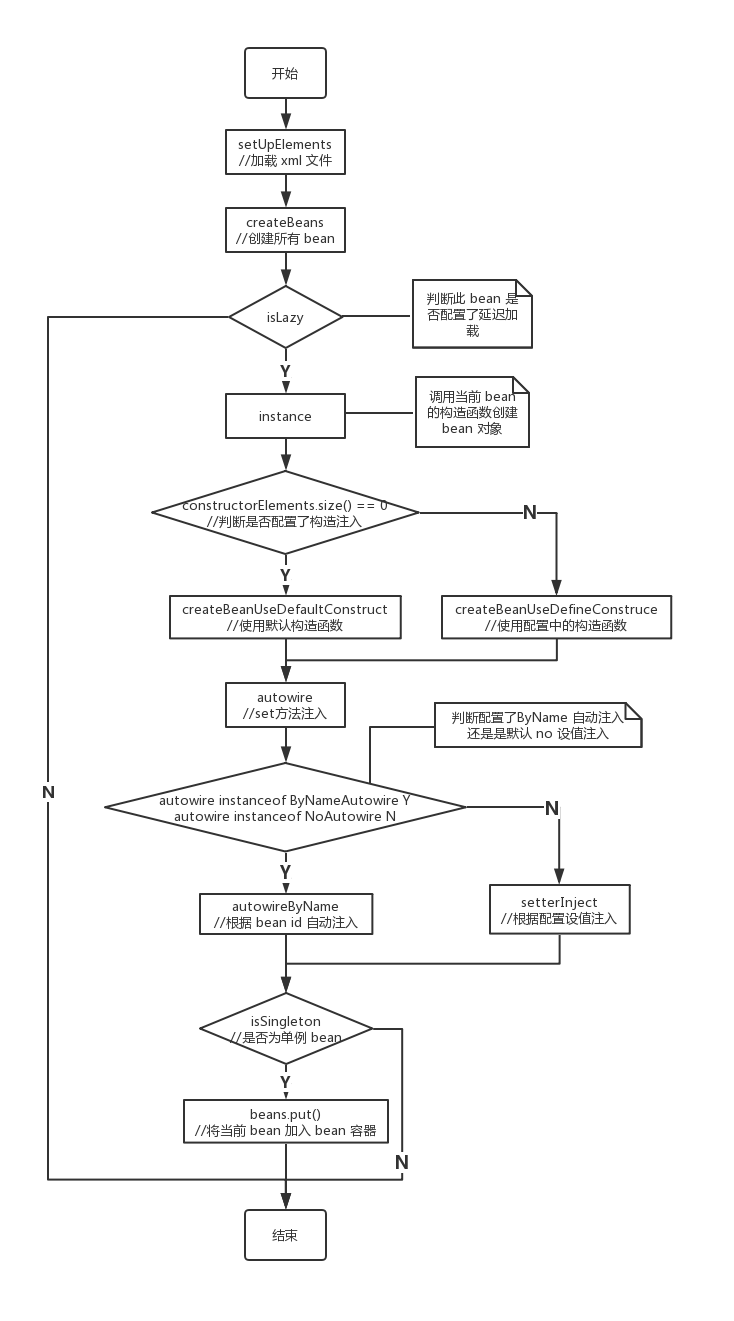 开始
setUpElements
//加载 xml 文件
createBeans
//创建所有 bean
isLazy
判断此 bean 是
否配置了延迟加
载
Y
instance
调用当前 bean
的构造函数创建
bean 对象
constructorElements.size() == 0
//判断是否配置了构造注入
N
Y
createBeanUseDefaultConstruct
//使用默认构造函数
createBeanUseDefineConstruce
//使用配置中的构造函数
autowire
//set方法注入
判断配置了ByName 自动注入
还是是默认 no 设值注入
N
autowire instanceof ByNameAutowire Y
autowire instanceof NoAutowire N
N
Y
autowireByName
//根据 bean id 自动注入
setterInject
//根据配置设值注入
isSingleton
//是否为单例 bean
Y
beans.put()
//将当前 bean 加入 bean 容器
N
结束